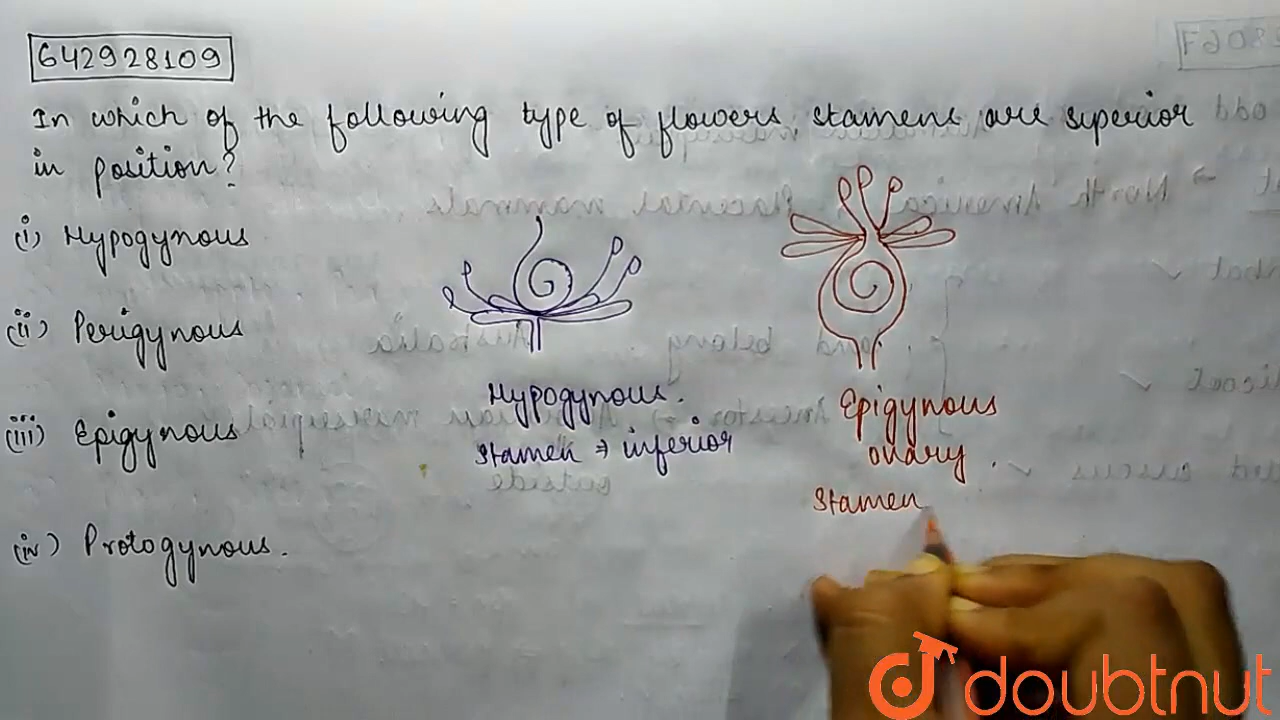 642928109
In which of the following type of flowers stamens are superior
in position?
(i) Hypogynous
(ii) Perigynous
(iii) Epigynous
(iv) Protogynous.
Hypogynous.
Stamen → inferior
Epigynous
ovary.
Stamen
doubtnut